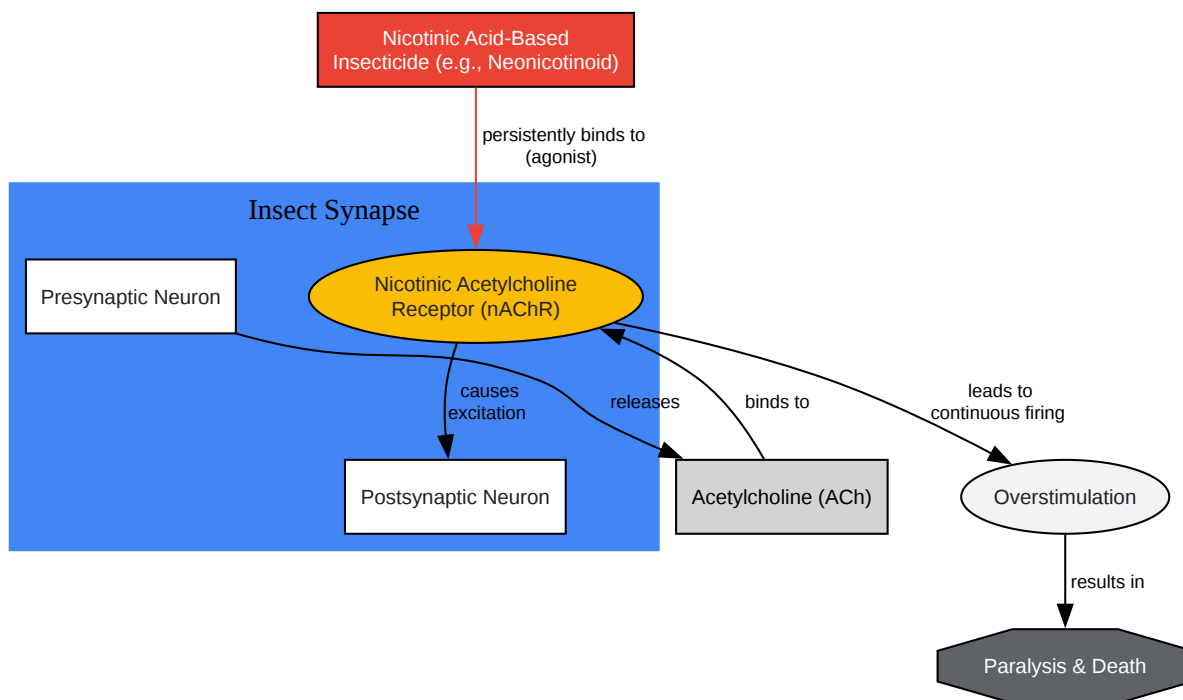 Nicotinic Acid-Based
Insecticide (e.g., Neonicotinoid)
persistently binds to
(agonist)
Insect Synapse
Presynaptic Neuron
Nicotinic Acetylcholine
Receptor (nAChR)
causes
excitation
releases
binds to
leads to
continuous firing
Postsynaptic Neuron
Acetylcholine (ACh)
Overstimulation
results in
Paralysis & Death